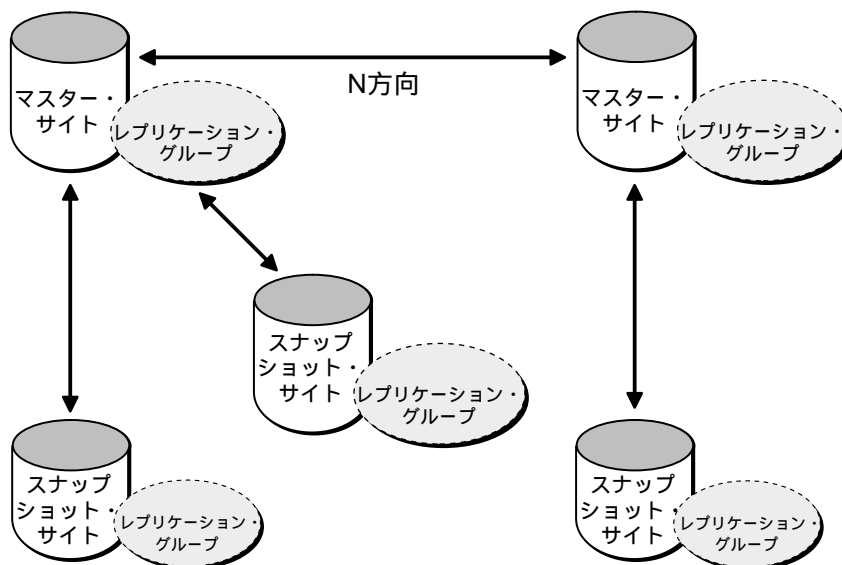 N方向
マスター・
サイト
レプリケーション・
グループ
マスター・
サイト
レプリケーション・
グループ
スナップ
ショット・
サイト
レプリケーション・
グループ
スナップ
ショット・
サイト
レプリケーション・
グループ
スナップ
ショット・
サイト
レプリケーション・
グループ